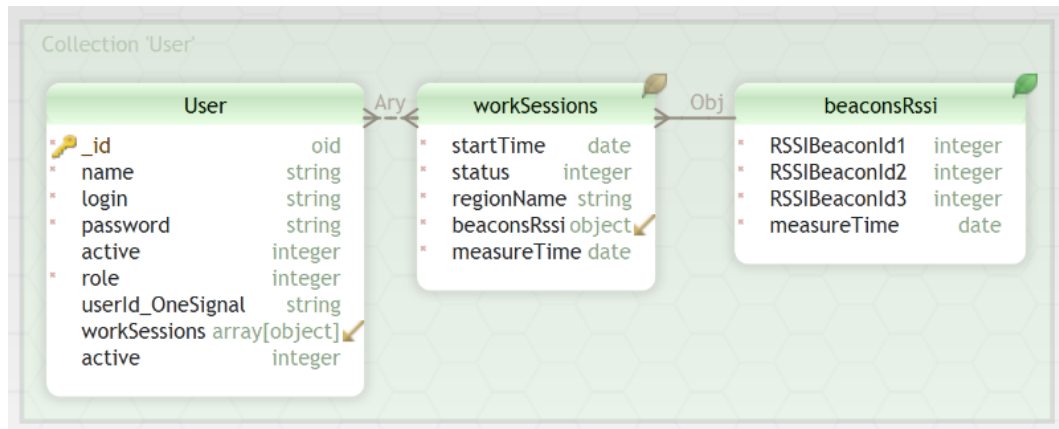 Collection 'User'
User
_id oid
name string
login string
password string
active integer
role integer
userId_OneSignal string
workSessions array[object]
active integer
Ary
workSessions
startTime date
status integer
regionName string
beaconsRssi object
measureTime date
Obj
beaconsRssi
RSSIBeaconId1 integer
RSSIBeaconId2 integer
RSSIBeaconId3 integer
measureTime date